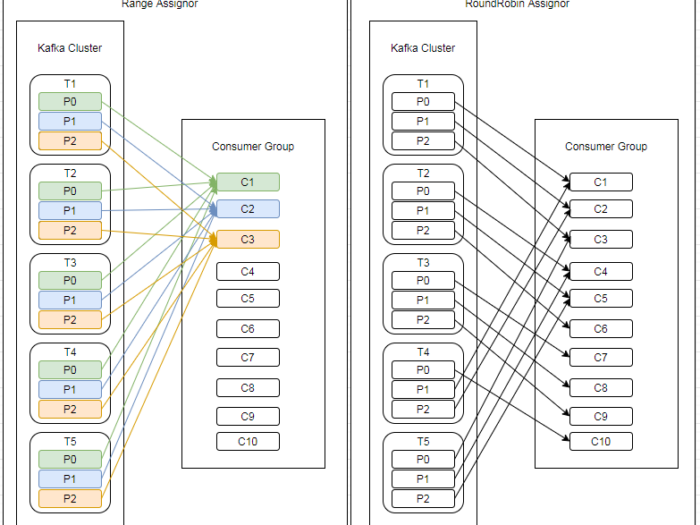 Range Assignor
Kafka Cluster
T1
P0
P1
P2
T2
P0
P1
P2
T3
P0
P1
P2
T4
P0
P1
P2
T5
P0
P1
P2
Consumer Group
C1
C2
C3
C4
C5
C6
C7
C8
C9
C10
RoundRobin Assignor
Kafka Cluster
T1
P0
P1
P2
T2
P0
P1
P2
T3
P0
P1
P2
T4
P0
P1
P2
T5
P0
P1
P2
Consumer Group
C1
C2
C3
C4
C5
C6
C7
C8
C9
C10